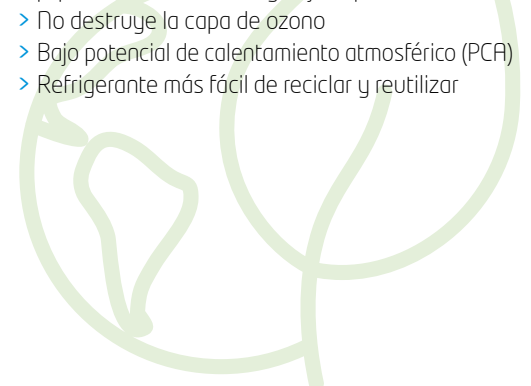 > No destruye la capa de ozono
> Bajo potencial de calentamiento atmosférico (PCA)
> Refrigerante más fácil de reciclar y reutilizar